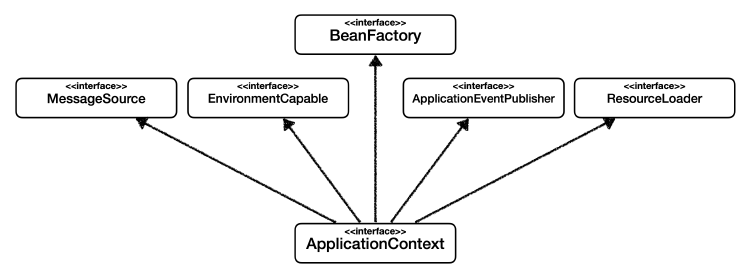 <<interface>>
BeanFactory
<<interface>>
MessageSource
<<interface>>
EnvironmentCapable
<<interface>>
ApplicationEventPublisher
<<interface>>
ResourceLoader
<<interface>>
ApplicationContext